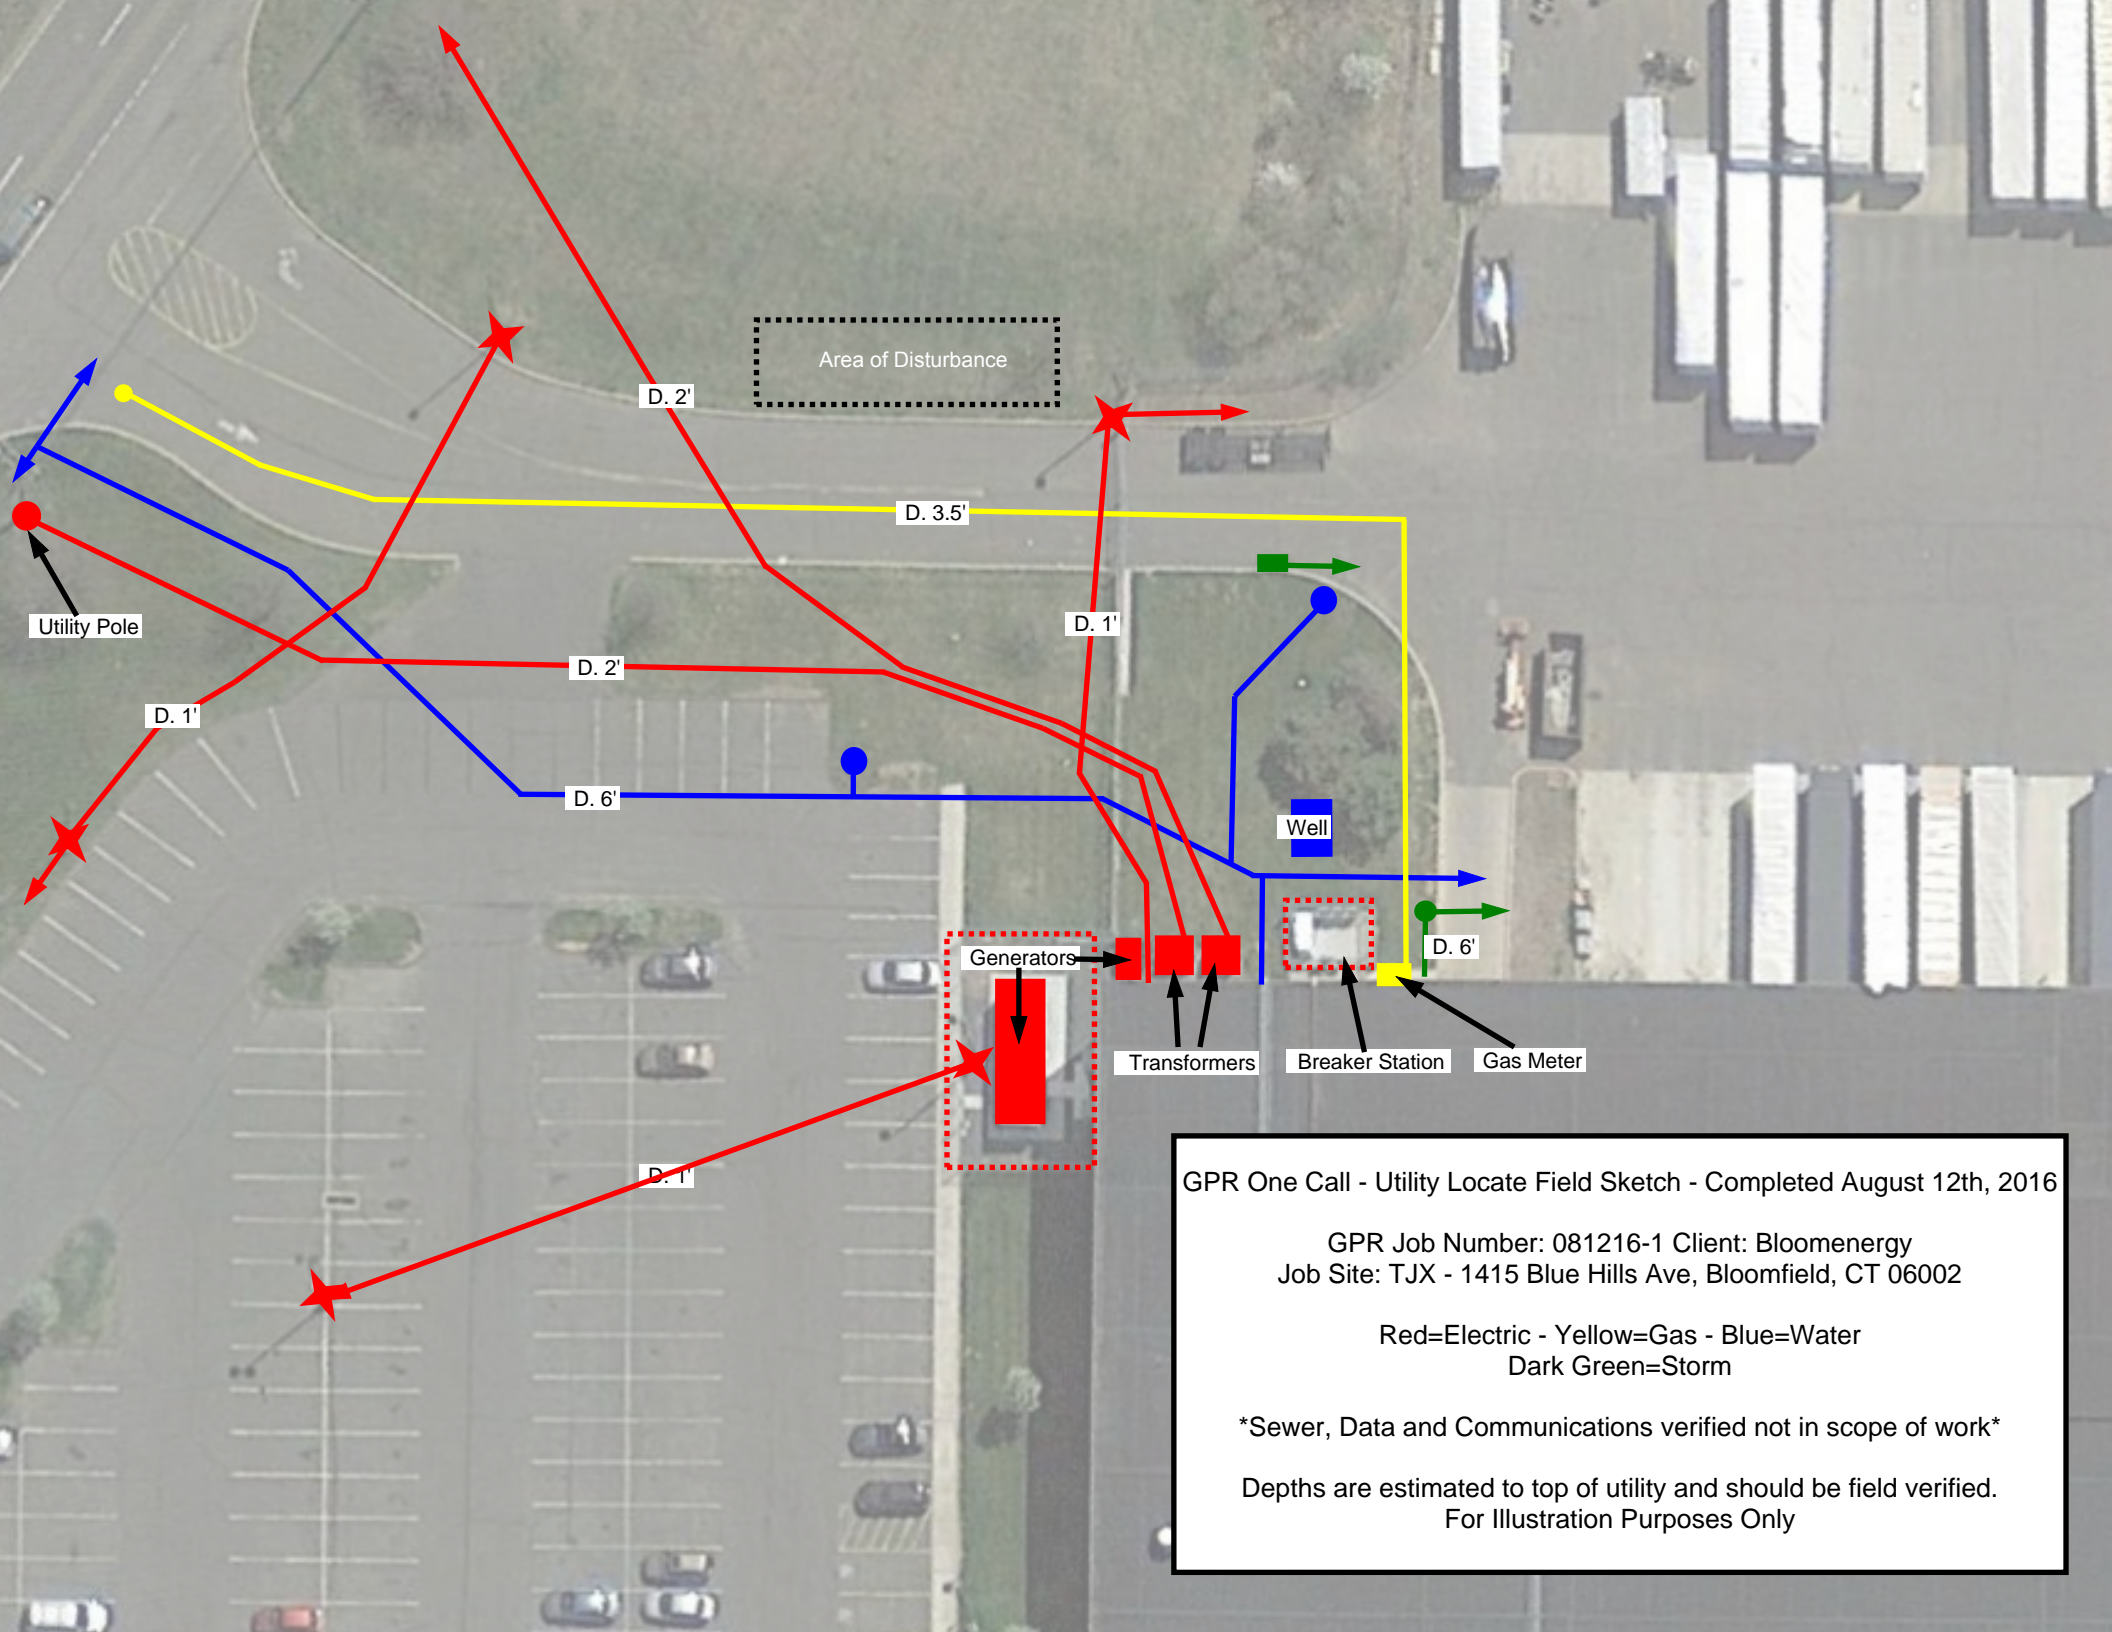 D. 2'
Area of Disturbance
D. 3.5'
Utility Pole
D. 1'
D. 2'
D. 1'
D. 6'
Well
Generators
D. 6'
Transformers
Breaker Station
Gas Meter
D. 1'
GPR One Call - Utility Locate Field Sketch - Completed August 12th, 2016
GPR Job Number: 081216-1 Client: Bloomenergy
Job Site: TJX - 1415 Blue Hills Ave, Bloomfield, CT 06002
Red=Electric - Yellow=Gas - Blue=Water
Dark Green=Storm
*Sewer, Data and Communications verified not in scope of work*
Depths are estimated to top of utility and should be field verified.
For Illustration Purposes Only